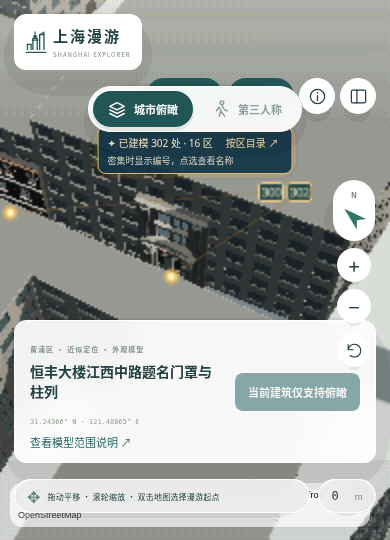 上海漫游
SHANGHAI EXPLORER
城市俯瞰
第三人称
✦ 已建模 302 处 · 16 区 按区目录 ↗
密集时显示编号，点选查看名称
300
302
N
+
−
黄浦区 · 近似定位 · 外观模型
恒丰大楼江西中路题名门罩与
柱列
当前建筑仅支持俯瞰
31.24366° N · 121.48065° E
查看模型范围说明 ↗
拖动平移 · 滚轮缩放 · 双击地图选择漫游起点
0 m
OpenStreetMap